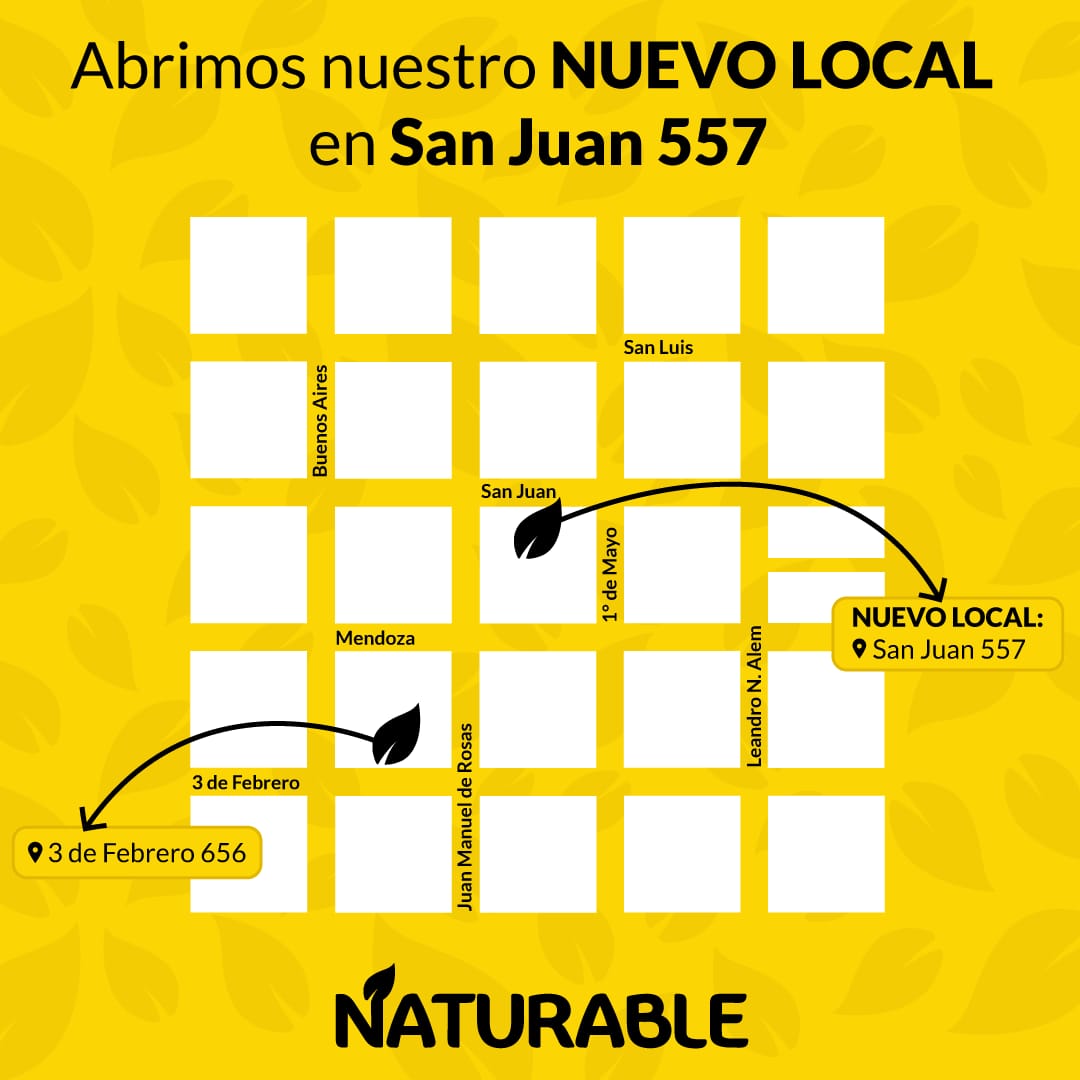 Abrimos nuestro NUEVO LOCAL
en San Juan 557
San Luis
Buenos Aires
San Juan
1° de Mayo
NUEVO LOCAL:
San Juan 557
Mendoza
Leandro N. Alem
Juan Manuel de Rosas
3 de Febrero
3 de Febrero 656
NATURABLE